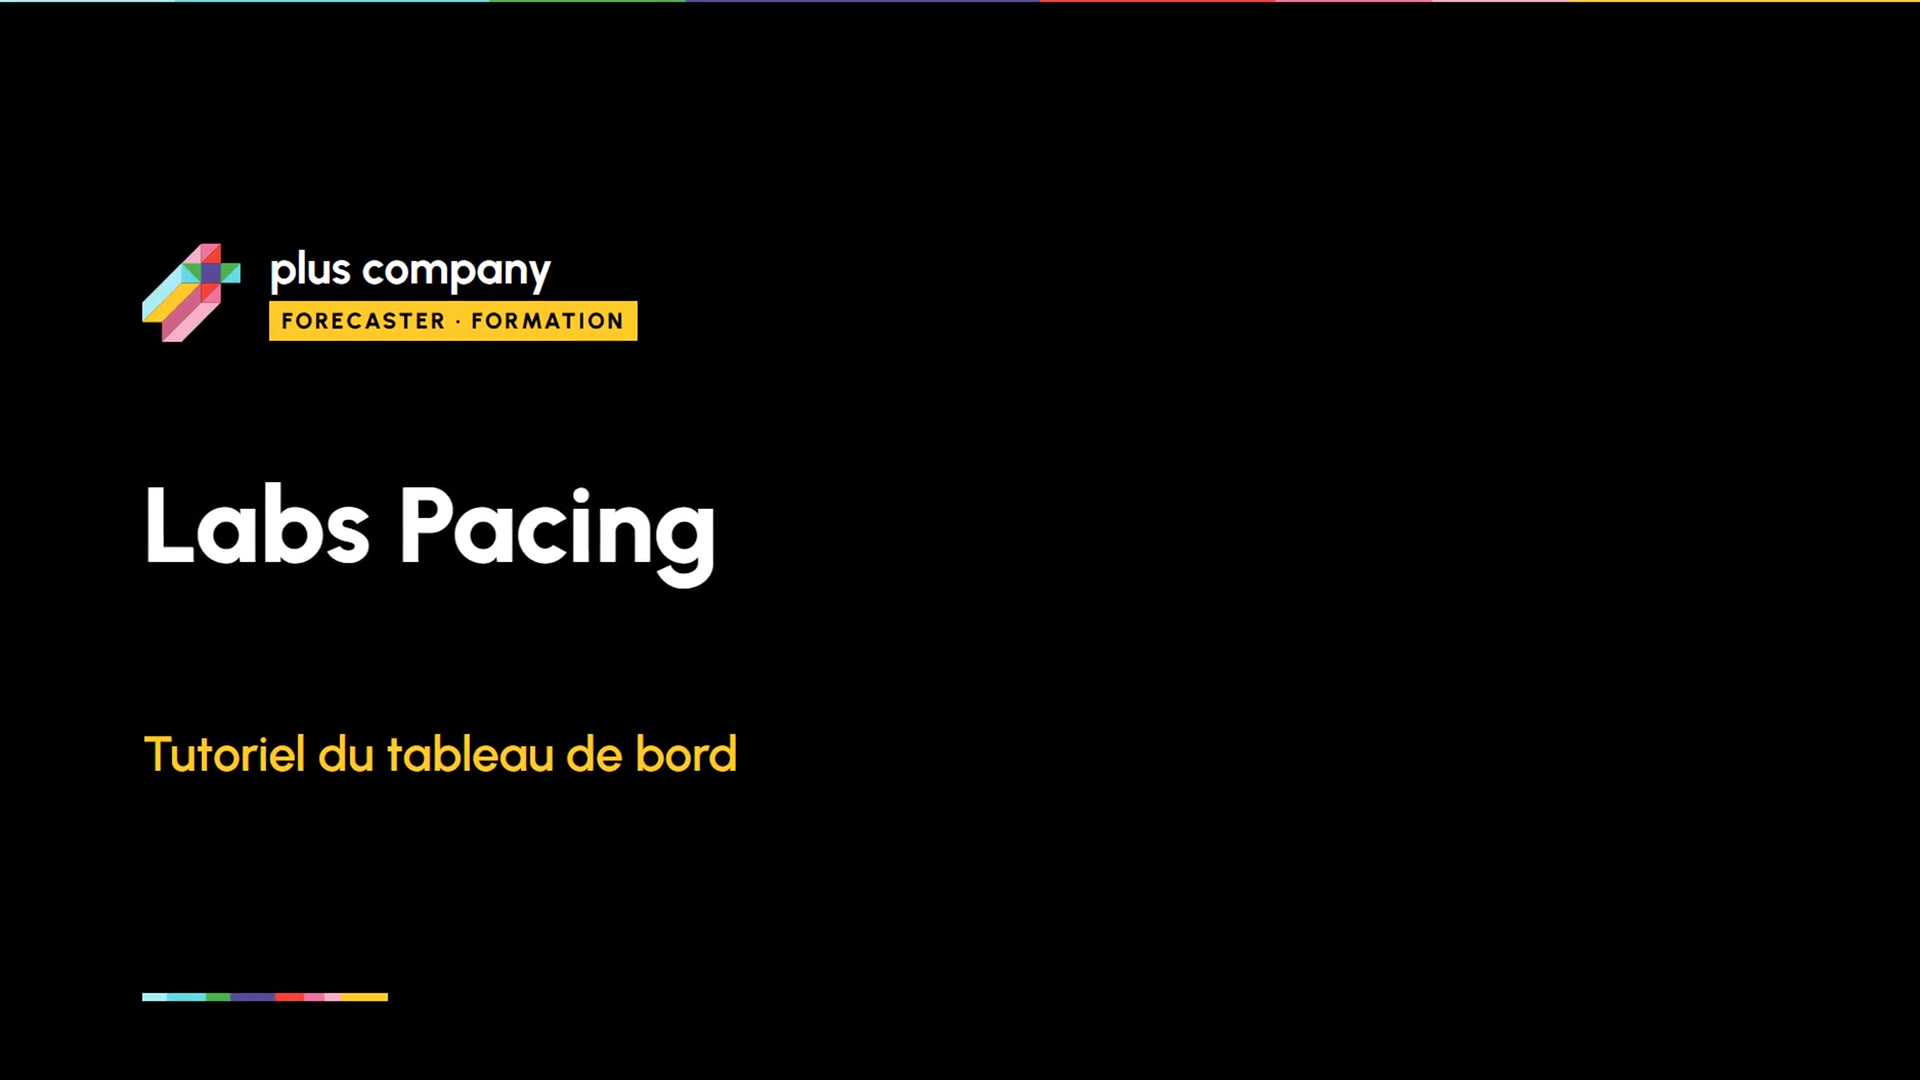 plus company
FORECASTER · FORMATION
Labs Pacing
Tutoriel du tableau de bord